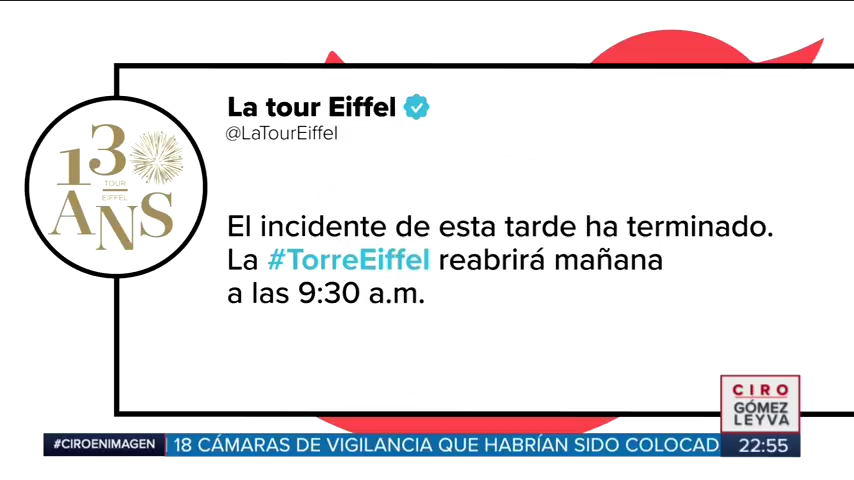 La tour Eiffel
@LaTourEiffel
130
TOUR
EIFFEL
ANS
El incidente de esta tarde ha terminado.
La #TorreEiffel reabrirá mañana
a las 9:30 a.m.
CIRO
GÓMEZ
LEYVA
#CIROENIMAGEN
18 CÁMARAS DE VIGILANCIA QUE HABRÍAN SIDO COLOCAD
22:55